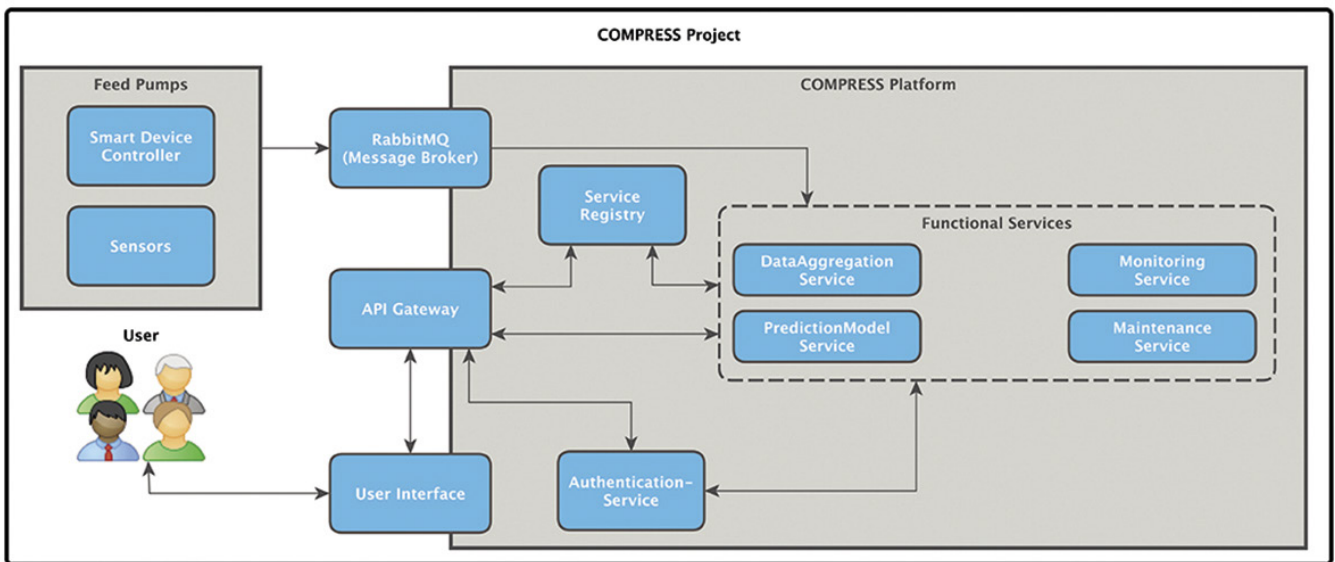 COMPRESS Project
Feed Pumps
Smart Device
Controller
Sensors
User
COMPRESS Platform
RabbitMQ
(Message Broker)
Service
Registry
API Gateway
User Interface
Functional Services
DataAggregation
Service
Monitoring
Service
PredictionModel
Service
Maintenance
Service
Authentication-
Service